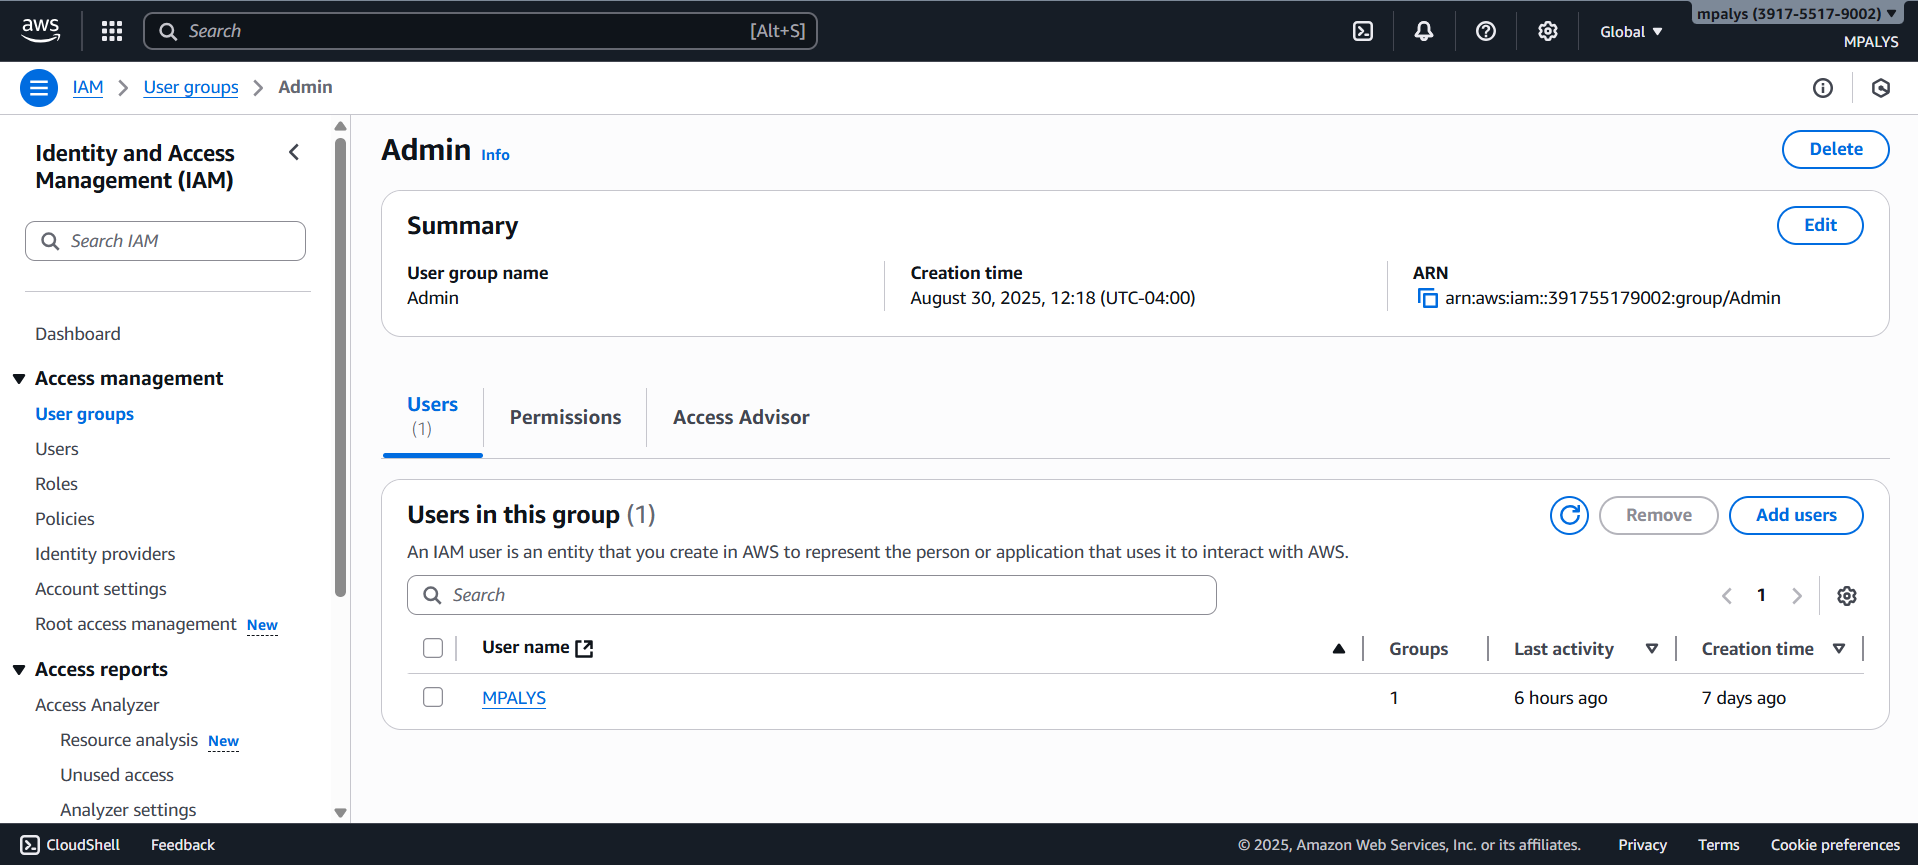 aws
Search [Alt+S]
Global
mpalys (3917-5517-9002)
MPALYS
IAM
User groups
Admin
Identity and Access
Management (IAM)
Search IAM
Dashboard
Access management
User groups
Users
Roles
Policies
Identity providers
Account settings
Root access management New
Access reports
Access Analyzer
Resource analysis New
Unused access
Analyzer settings
Admin Info
Delete
Summary
Edit
User group name
Admin
Creation time
August 30, 2025, 12:18 (UTC-04:00)
ARN
arn:aws:iam::391755179002:group/Admin
Users
(1)
Permissions
Access Advisor
Users in this group (1)
Remove
Add users
An IAM user is an entity that you create in AWS to represent the person or application that uses it to interact with AWS.
Search
1
User name Groups Last activity Creation time
MPALYS 1 6 hours ago 7 days ago
CloudShell Feedback © 2025, Amazon Web Services, Inc. or its affiliates. Privacy Terms Cookie preferences